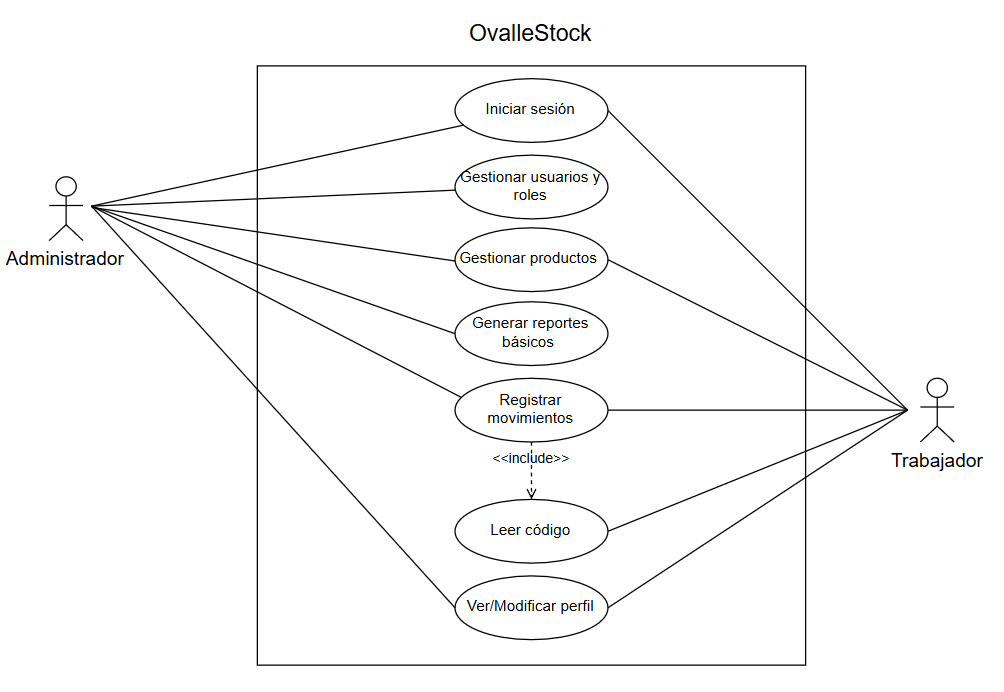 OvalleStock
Iniciar sesión
Gestionar usuarios y
roles
Administrador
Gestionar productos
Generar reportes
básicos
Registrar
movimientos
<<include>>
Trabajador
Leer código
Ver/Modificar perfil